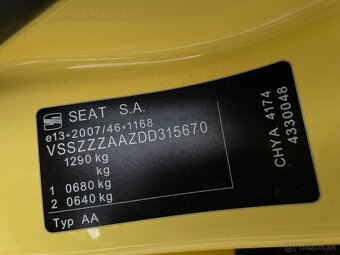 SEAT S.A.
e13*2007/46*1168
VSSZZZAAZDD315670
1290 kg
kg
1 0680 kg
2 0640 kg
Typ AA
CHYA 4174
4330048